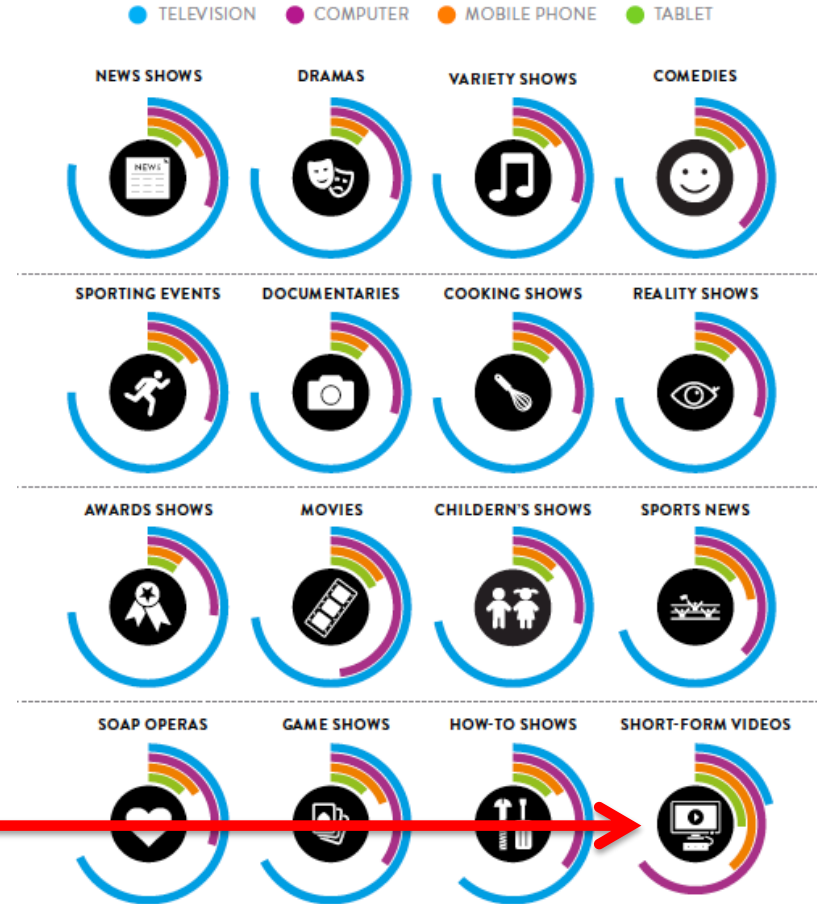 TELEVISION COMPUTER MOBILE PHONE TABLET
NEWS SHOWS DRAMAS VARIETY SHOWS COMEDIES
NEWS
SPORTING EVENTS DOCUMENTARIES COOKING SHOWS REALITY SHOWS
AWARDS SHOWS MOVIES CHILDERN'S SHOWS SPORTS NEWS
SOAP OPERAS GAME SHOWS HOW-TO SHOWS SHORT-FORM VIDEOS